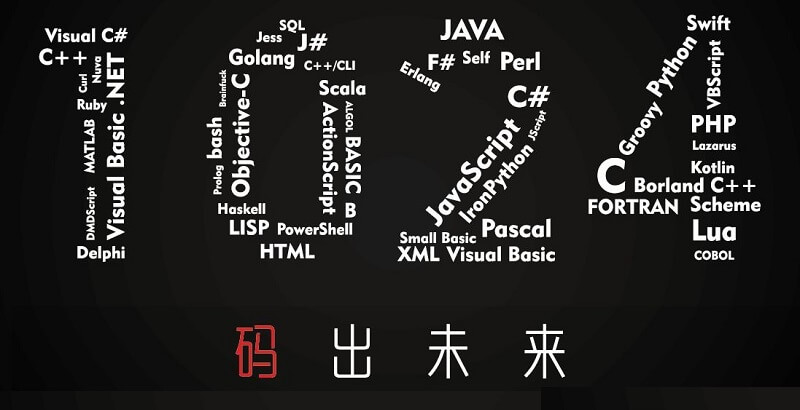 Visual C#
C++
Curl
Nuva
.NET
Ruby
MATLAB
Visual Basic
DMDScript
Delphi
SQL
Jess
J#
Golang
C++/CLI
Brainfuck
Objective-C
bash
Prolog
Scala
ALGOL
ActionScript
BASIC
B
Haskell
LISP
PowerShell
HTML
JAVA
F#
Self
Perl
Erlang
C#
JScript
JavaScript
IronPython
Pascal
Small Basic
XML
Visual Basic
Swift
Python
Groovy
VBScript
PHP
Lazarus
Kotlin
C
Borland C++
FORTRAN
Scheme
Lua
COBOL
码出未来